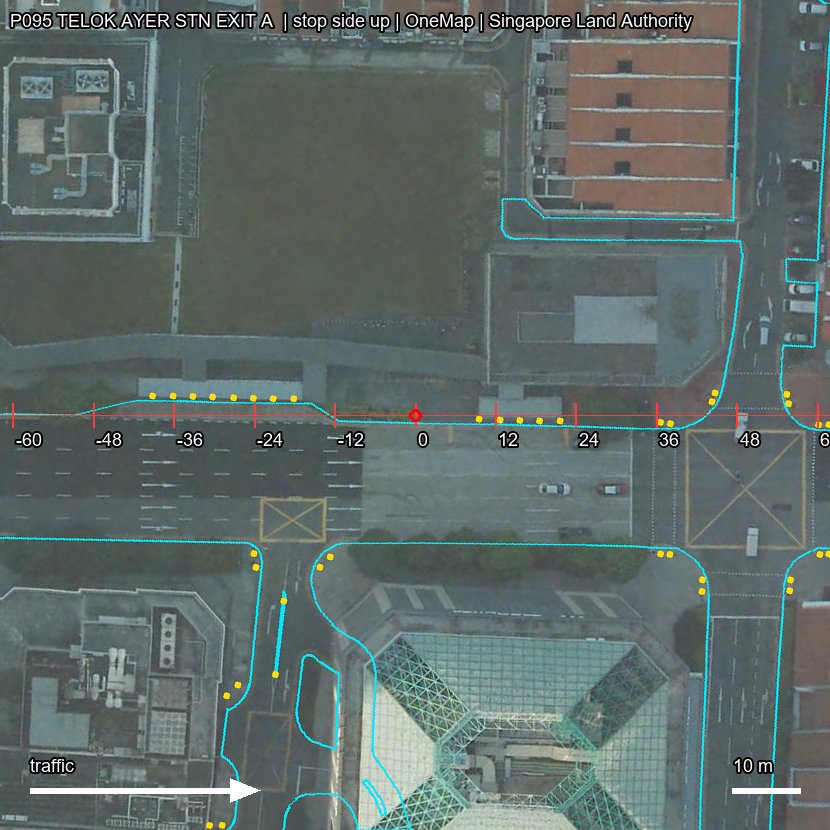 P095 TELOK AYER STN EXIT A | stop side up | OneMap | Singapore Land Authority
-60 -48 -36 -24 -12 0 12 24 36 48 6
traffic
10 m